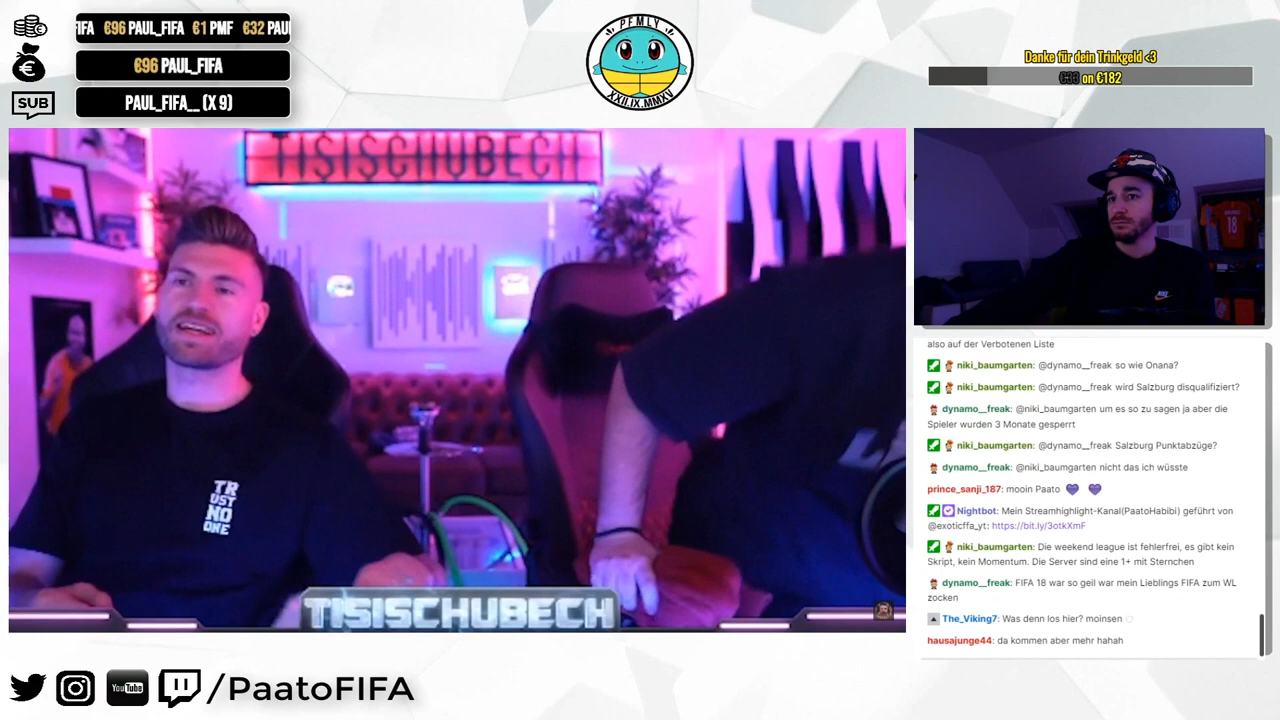 IFA €96 PAUL_FIFA €1 PMF €32 PAUL
€96 PAUL_FIFA
SUB
PAUL_FIFA__ (X 9)
PFMLY
XXII.IX.MMXV
Danke für dein Trinkgeld <3
€33 on €182
TISISCHUBECH
TR
UST
NO
ONE
TISISCHUBECH
18
also auf der Verbotenen Liste
niki_baumgarten: @dynamo__freak so wie Onana?
niki_baumgarten: @dynamo__freak wird Salzburg disqualifiziert?
dynamo__freak: @niki_baumgarten um es so zu sagen ja aber die
Spieler wurden 3 Monate gesperrt
niki_baumgarten: @dynamo__freak Salzburg Punktabzüge?
dynamo__freak: @niki_baumgarten nicht das ich wüsste
prince_sanji_187: mooin Paato
Nightbot: Mein Streamhighlight-Kanal(PaatoHabibi) geführt von
@exoticffa_yt: https://bit.ly/3otkXmF
niki_baumgarten: Die weekend league ist fehlerfrei, es gibt kein
Skript, kein Momentum. Die Server sind eine 1+ mit Sternchen
dynamo__freak: FIFA 18 war so geil war mein Lieblings FIFA zum WL
zocken
The_Viking7: Was denn los hier? moinsen
hausajunge44: da kommen aber mehr hahah
You Tube
/PaatoFIFA